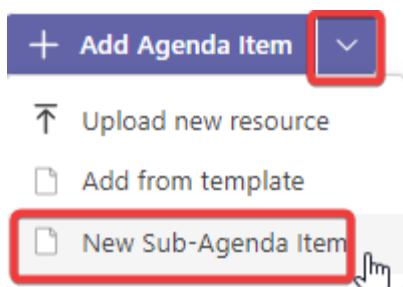 Add Agenda Item
Upload new resource
Add from template
New Sub-Agenda Item